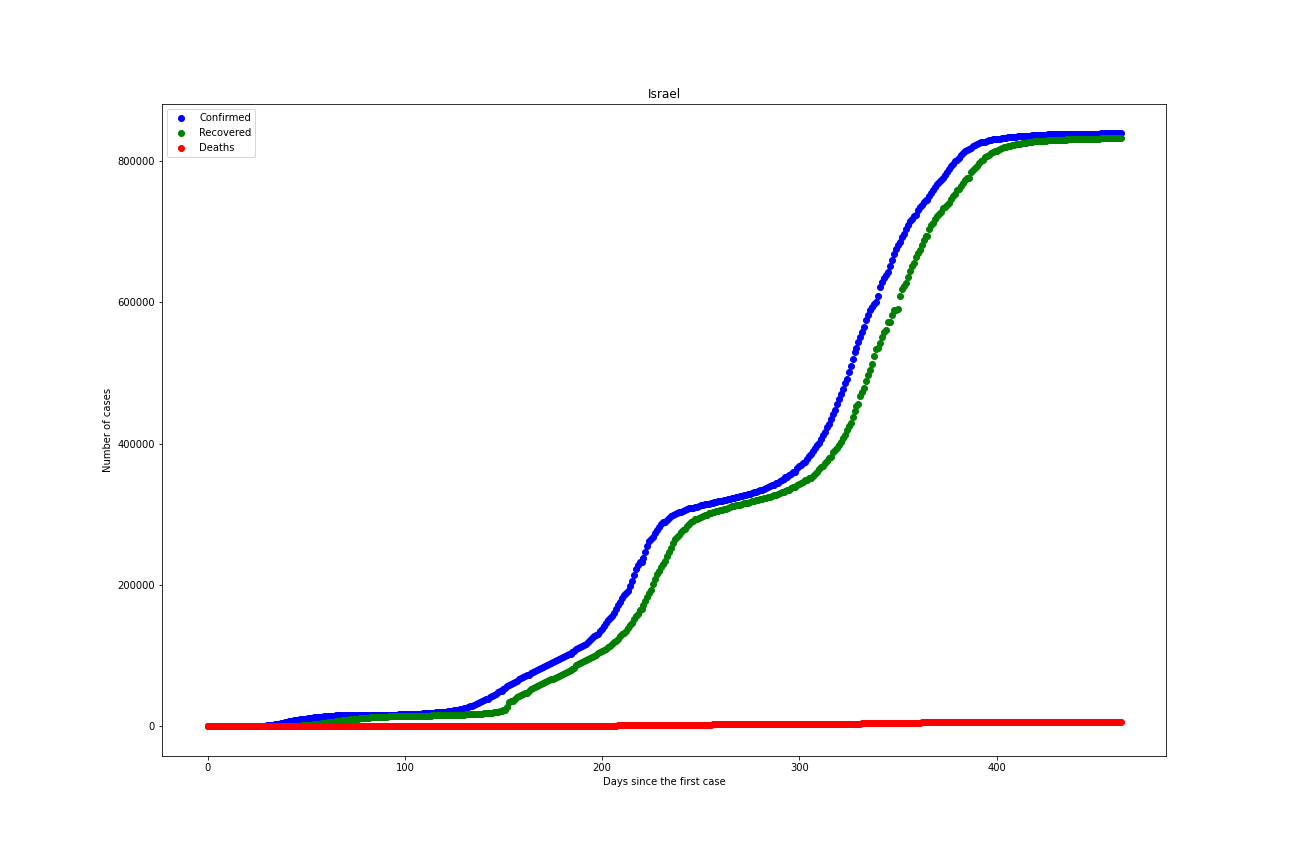 Israel
Confirmed
Recovered
Deaths
800000
600000
400000
200000
0
Number of cases
0 100 200 300 400
Days since the first case